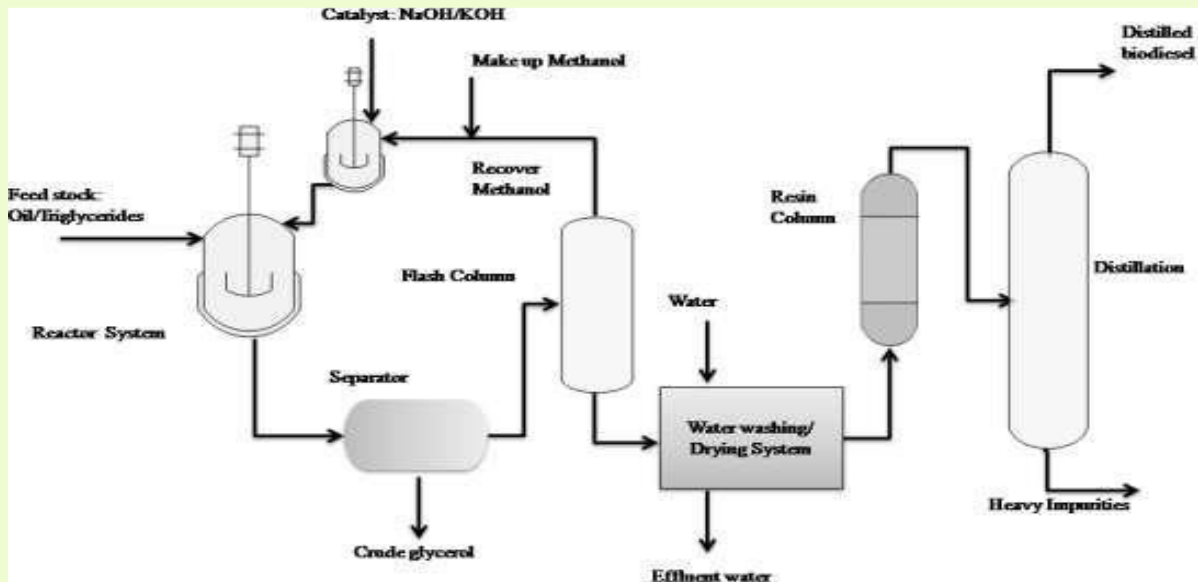 Catalyst: NaOH/KOH
Make up Methanol
Distilled
biodiesel
Recover
Methanol
Feed stock:
Oil/Triglycerides
Resin
Column
Flash Column
Distillation
Water
Reactor System
Separator
Water washing/
Drying System
Heavy Impurities
Crude glycerol
Effluent water